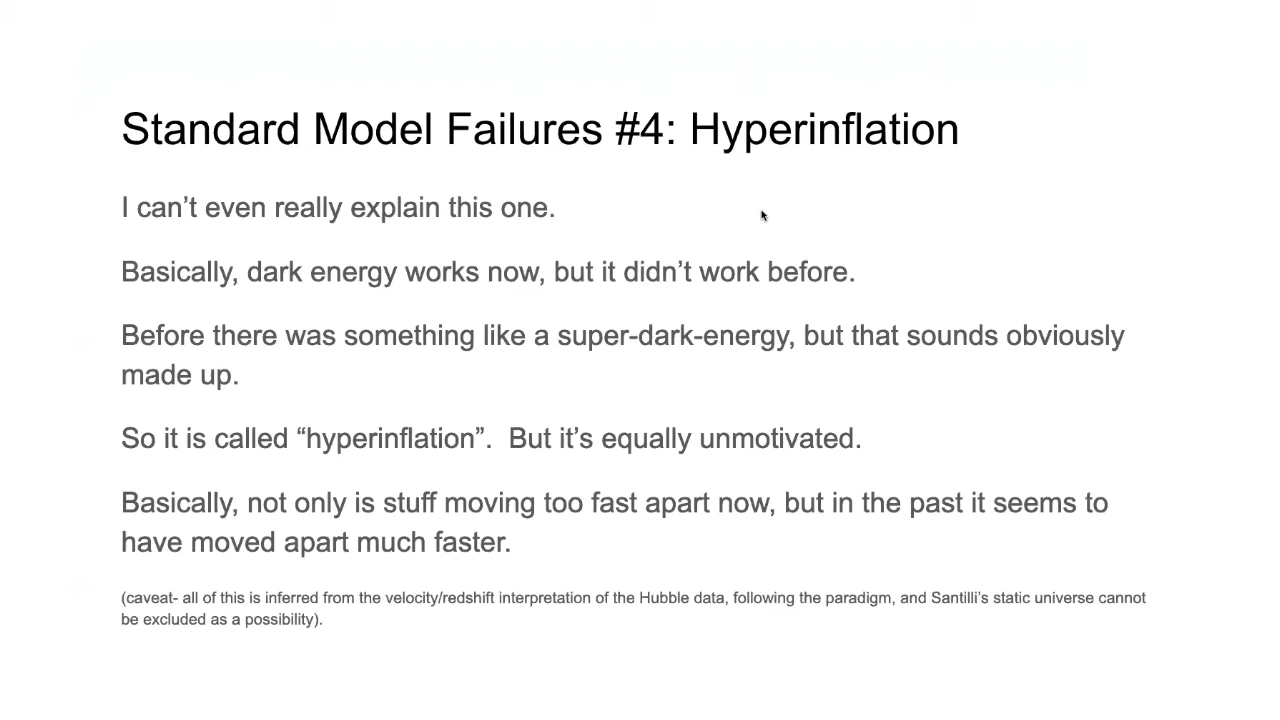 Standard Model Failures #4: Hyperinflation
I can’t even really explain this one.
Basically, dark energy works now, but it didn’t work before.
Before there was something like a super-dark-energy, but that sounds obviously
made up.
So it is called “hyperinflation”.  But it’s equally unmotivated.
Basically, not only is stuff moving too fast apart now, but in the past it seems to
have moved apart much faster.
(caveat- all of this is inferred from the velocity/redshift interpretation of the Hubble data, following the paradigm, and Santilli’s static universe cannot
be excluded as a possibility).